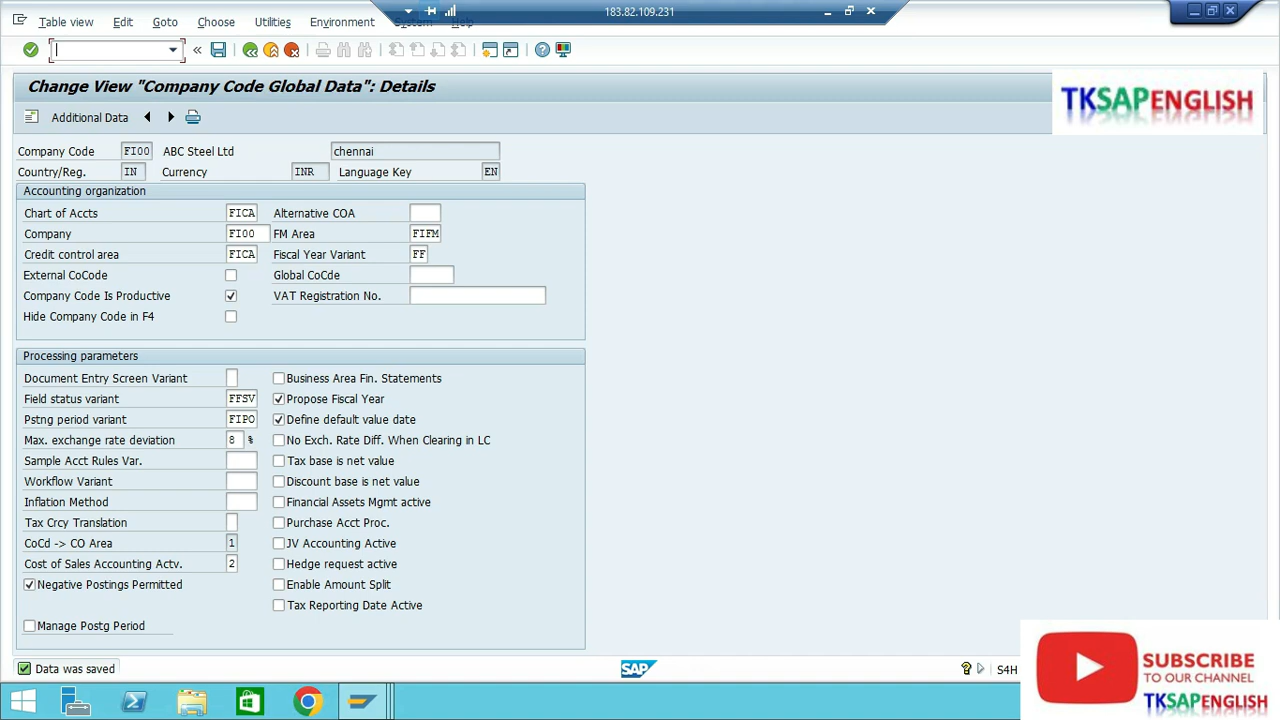 183.82.109.231
Table view Edit Goto Choose Utilities Environment System Help
Change View "Company Code Global Data": Details
TKSAPENGLISH
Additional Data
Company Code FI00 ABC Steel Ltd chennai
Country/Reg. IN Currency INR Language Key EN
Accounting organization
Chart of Accts FICA Alternative COA
Company FI00 FM Area FIFM
Credit control area FICA Fiscal Year Variant FF
External CoCode Global CoCde
Company Code Is Productive VAT Registration No.
Hide Company Code in F4
Processing parameters
Document Entry Screen Variant Business Area Fin. Statements
Field status variant FFSV Propose Fiscal Year
Pstng period variant FIPO Define default value date
Max. exchange rate deviation 8 % No Exch. Rate Diff. When Clearing in LC
Sample Acct Rules Var. Tax base is net value
Workflow Variant Discount base is net value
Inflation Method Financial Assets Mgmt active
Tax Crcy Translation Purchase Acct Proc.
CoCd -> CO Area 1 JV Accounting Active
Cost of Sales Accounting Actv. 2 Hedge request active
Negative Postings Permitted Enable Amount Split
Tax Reporting Date Active
Manage Postg Period
Data was saved SAP S4H
SUBSCRIBE
TO OUR CHANNEL
TKSAPENGLISH